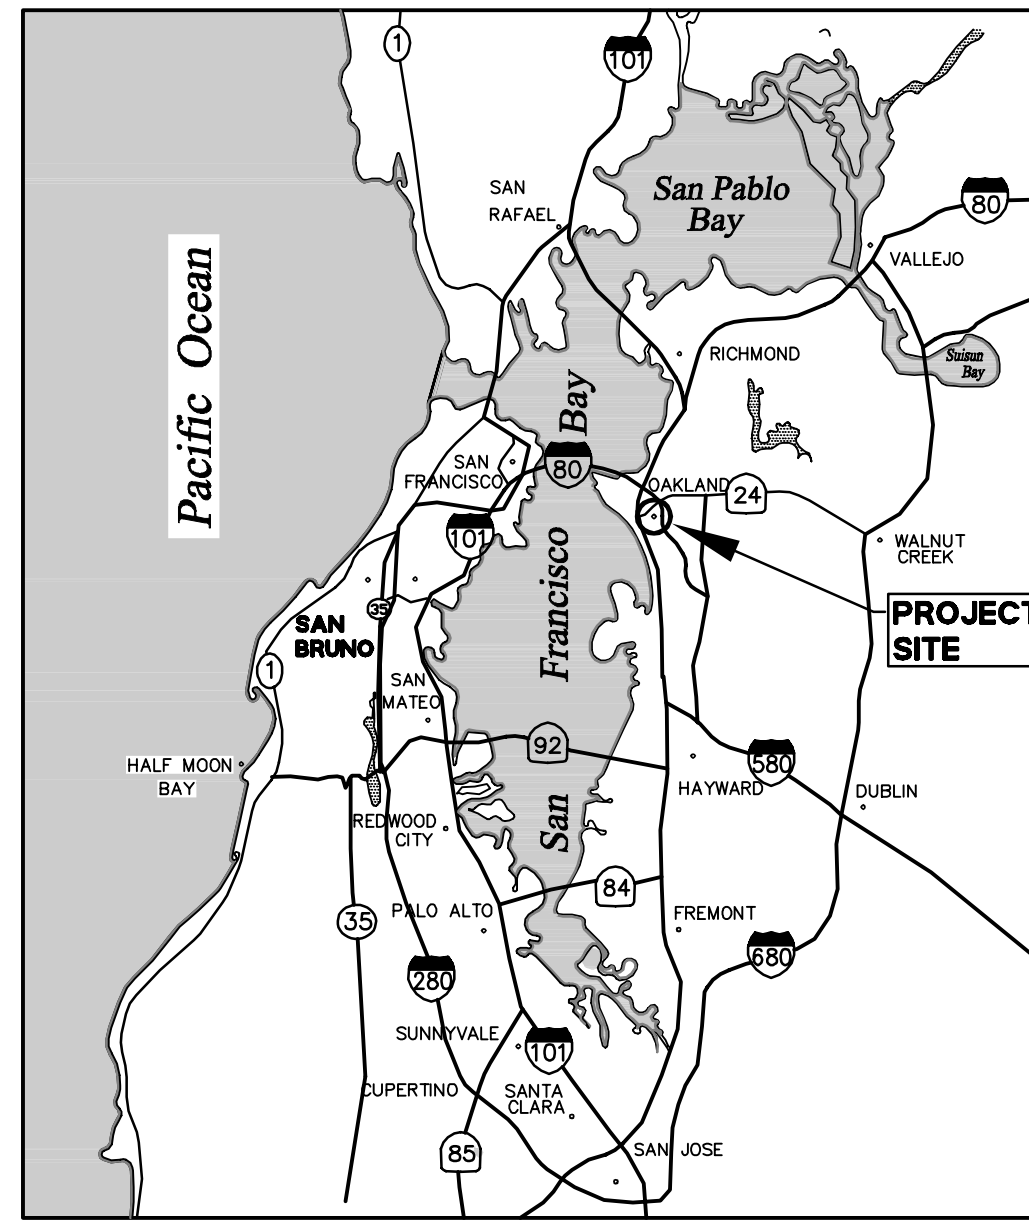 1
101
SAN
RAFAEL
San Pablo
Bay
80
VALLEJO
Pacific Ocean
RICHMOND
Suisun
Bay
San Francisco Bay
SAN
FRANCISCO
80
OAKLAND
24
101
WALNUT
CREEK
PROJECT
SITE
35
SAN
BRUNO
1
SAN
MATEO
92
HALF MOON
BAY
580
HAYWARD
DUBLIN
REDWOOD
CITY
84
35
PALO ALTO
FREMONT
680
280
SUNNYVALE
101
CUPERTINO
SANTA
CLARA
85
SAN JOSE